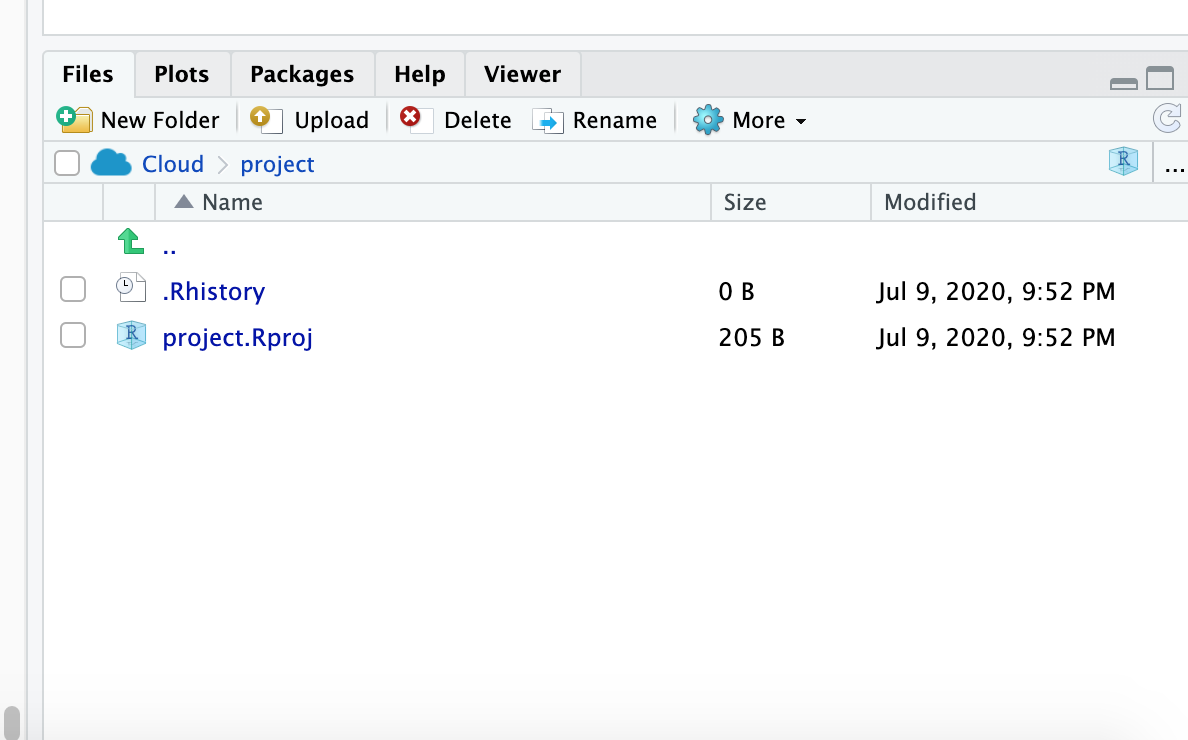 Files Plots Packages Help Viewer
New Folder Upload Delete Rename More
Cloud project R ...
Name Size Modified
..
.Rhistory 0 B Jul 9, 2020, 9:52 PM
R project.Rproj 205 B Jul 9, 2020, 9:52 PM